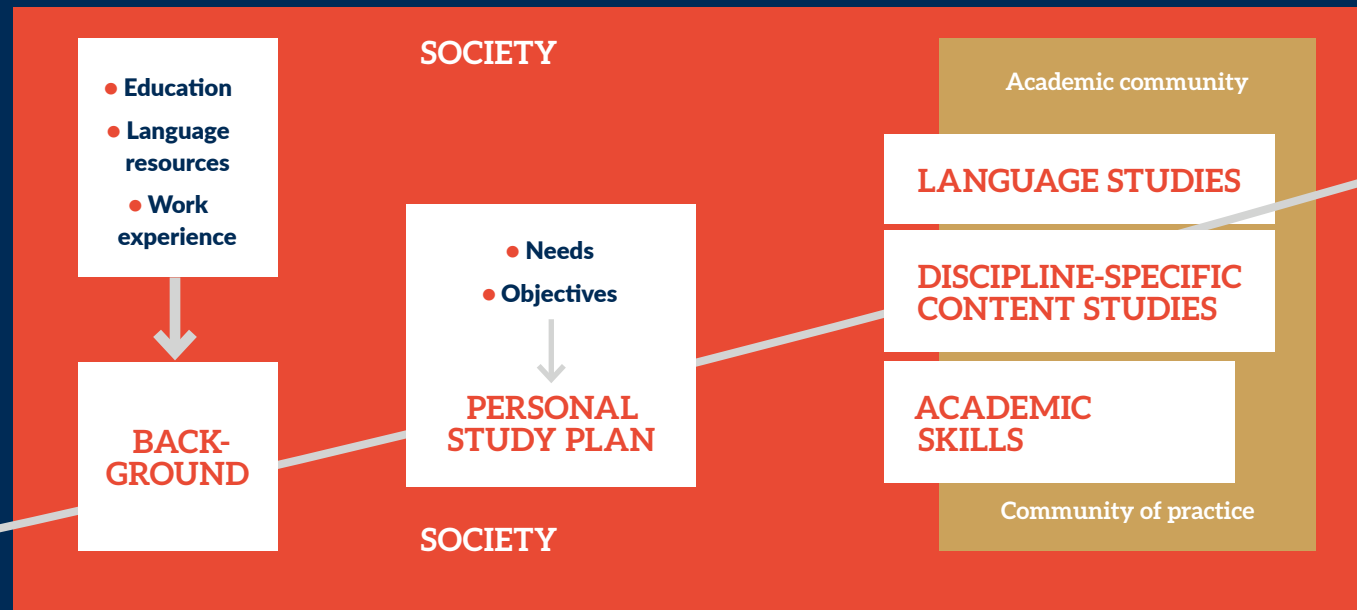 SOCIETY
• Education
• Language
resources
• Work
experience
BACK-
GROUND
• Needs
• Objectives
PERSONAL
STUDY PLAN
SOCIETY
Academic community
LANGUAGE STUDIES
DISCIPLINE-SPECIFIC
CONTENT STUDIES
ACADEMIC
SKILLS
Community of practice